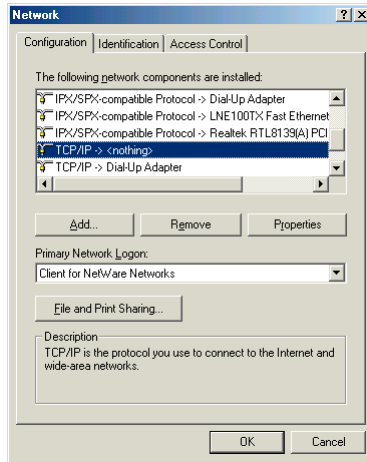 Network
Configuration Identification Access Control
The following network components are installed:
IPX/SPX-compatible Protocol -> Dial-Up Adapter
IPX/SPX-compatible Protocol -> LNE100TX Fast Ethernet
IPX/SPX-compatible Protocol -> Realtek RTL8139(A) PCI
TCP/IP -> <nothing>
TCP/IP -> Dial-Up Adapter
Add... Remove Properties
Primary Network Logon:
Client for NetWare Networks
File and Print Sharing...
Description
TCP/IP is the protocol you use to connect to the Internet and
wide-area networks.
OK Cancel